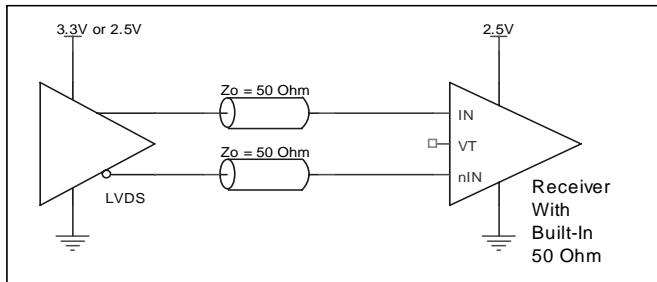 3.3V or 2.5V
2.5V
Zo = 50 Ohm
IN
VT
Zo = 50 Ohm
nIN
LVDS
Receiver
With
Built-In
50 Ohm